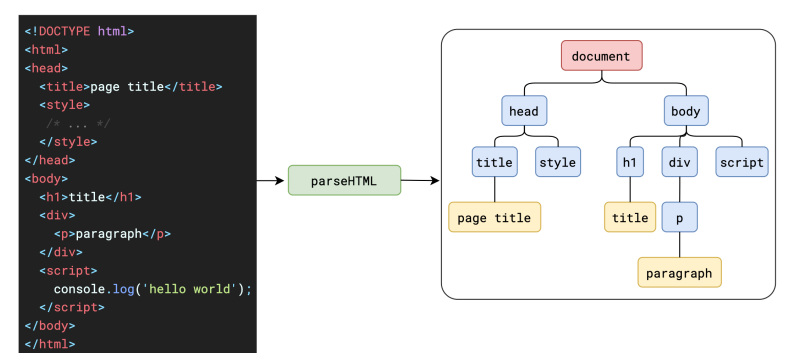 <!DOCTYPE html>
<html>
<head>
  <title>page title</title>
  <style>
   /* ... */
  </style>
</head>
<body>
  <h1>title</h1>
  <div>
    <p>paragraph</p>
  </div>
  <script>
    console.log('hello world');
  </script>
</body>
</html>
parseHTML
document
head body
title style h1 div script
page title title p
paragraph